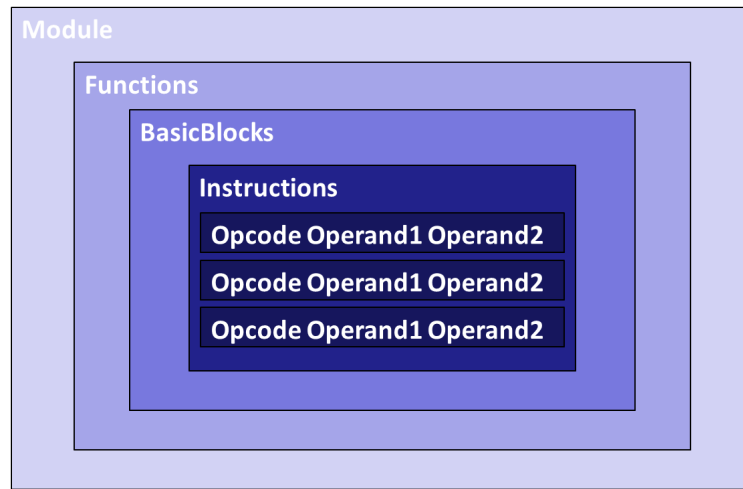 Module
Functions
BasicBlocks
Instructions
Opcode Operand1 Operand2
Opcode Operand1 Operand2
Opcode Operand1 Operand2